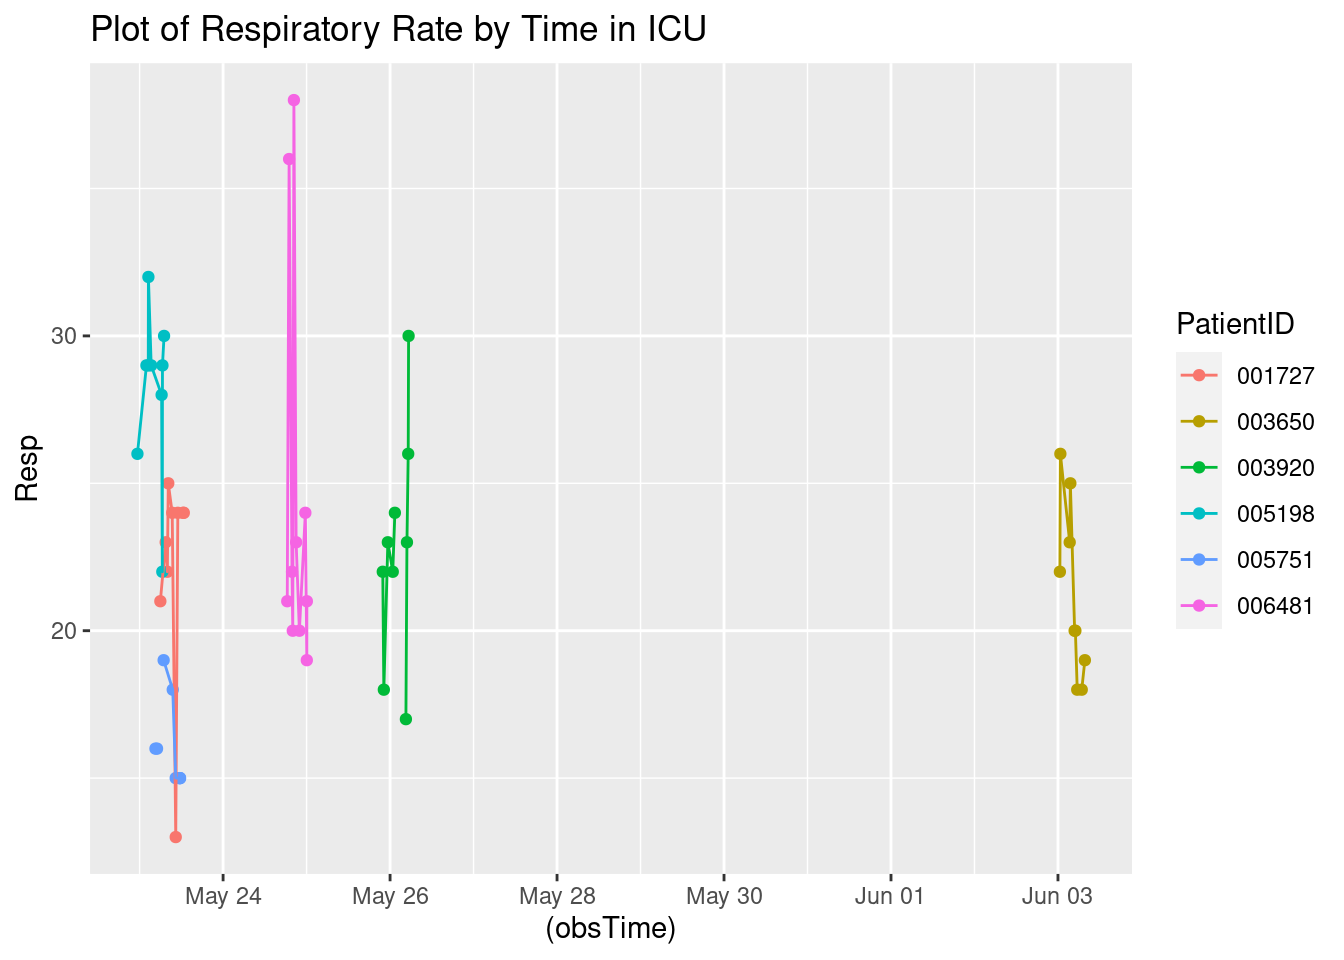 Plot of Respiratory Rate by Time in ICU
Resp
30
20
May 24
May 26
May 28
May 30
Jun 01
Jun 03
(obsTime)
PatientID
001727
003650
003920
005198
005751
006481